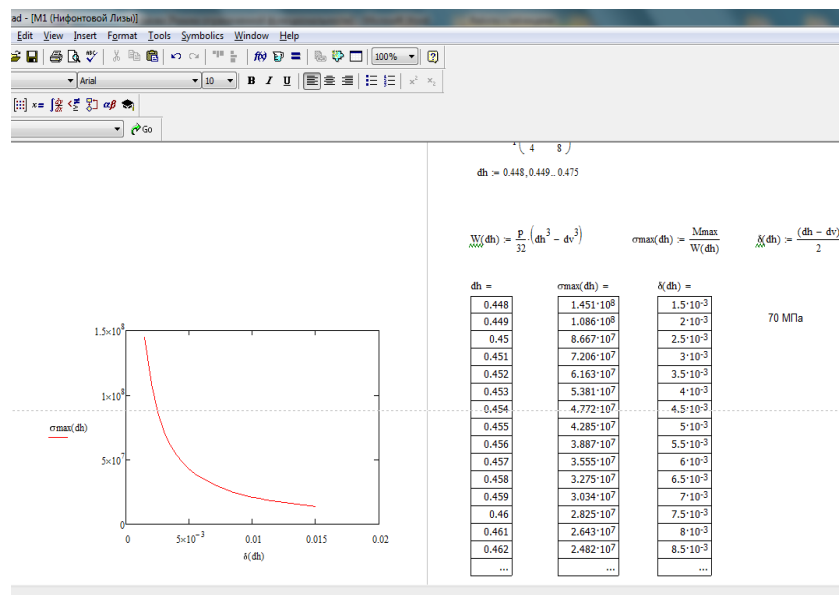 ad - [М1 (Нифонтовой Лизы)]
Edit View Insert Format Tools Symbolics Window Help
100%
Arial 10 B I U
Go
4 8
dh := 0.448,0.449.. 0.475
W(dh) := p/32 · (dh³ − dv³) σmax(dh) := Mmax/W(dh) δ(dh) := (dh − dv)/2
dh = σmax(dh) = δ(dh) =
0.448 1.451·10⁸ 1.5·10⁻³
0.449 1.086·10⁸ 2·10⁻³
70 МПа
0.45 8.667·10⁷ 2.5·10⁻³
0.451 7.206·10⁷ 3·10⁻³
0.452 6.163·10⁷ 3.5·10⁻³
0.453 5.381·10⁷ 4·10⁻³
0.454 4.772·10⁷ 4.5·10⁻³
0.455 4.285·10⁷ 5·10⁻³
0.456 3.887·10⁷ 5.5·10⁻³
0.457 3.555·10⁷ 6·10⁻³
0.458 3.275·10⁷ 6.5·10⁻³
0.459 3.034·10⁷ 7·10⁻³
0.46 2.825·10⁷ 7.5·10⁻³
0.461 2.643·10⁷ 8·10⁻³
0.462 2.482·10⁷ 8.5·10⁻³
... ... ...
1.5×10⁸
1×10⁸
σmax(dh)
5×10⁷
0
0 5×10⁻³ 0.01 0.015 0.02
δ(dh)